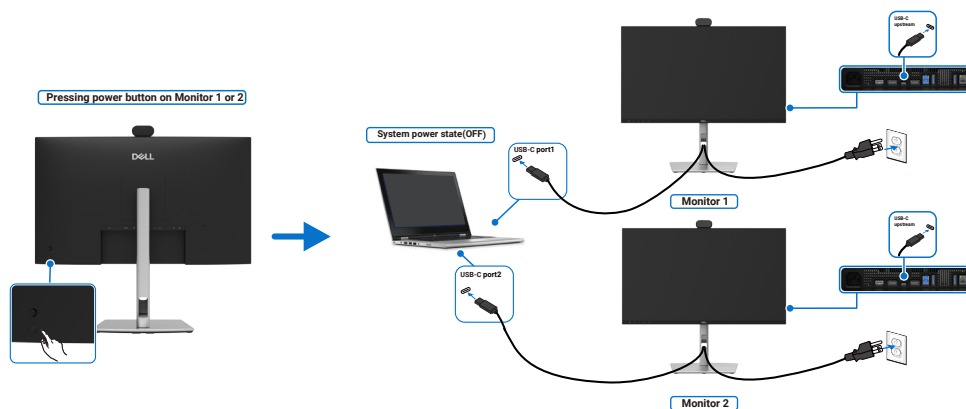 Pressing power button on Monitor 1 or 2
DELL
System power state(OFF)
USB-C port1
USB-C port2
USB-C
upstream
Monitor 1
USB-C
upstream
Monitor 2